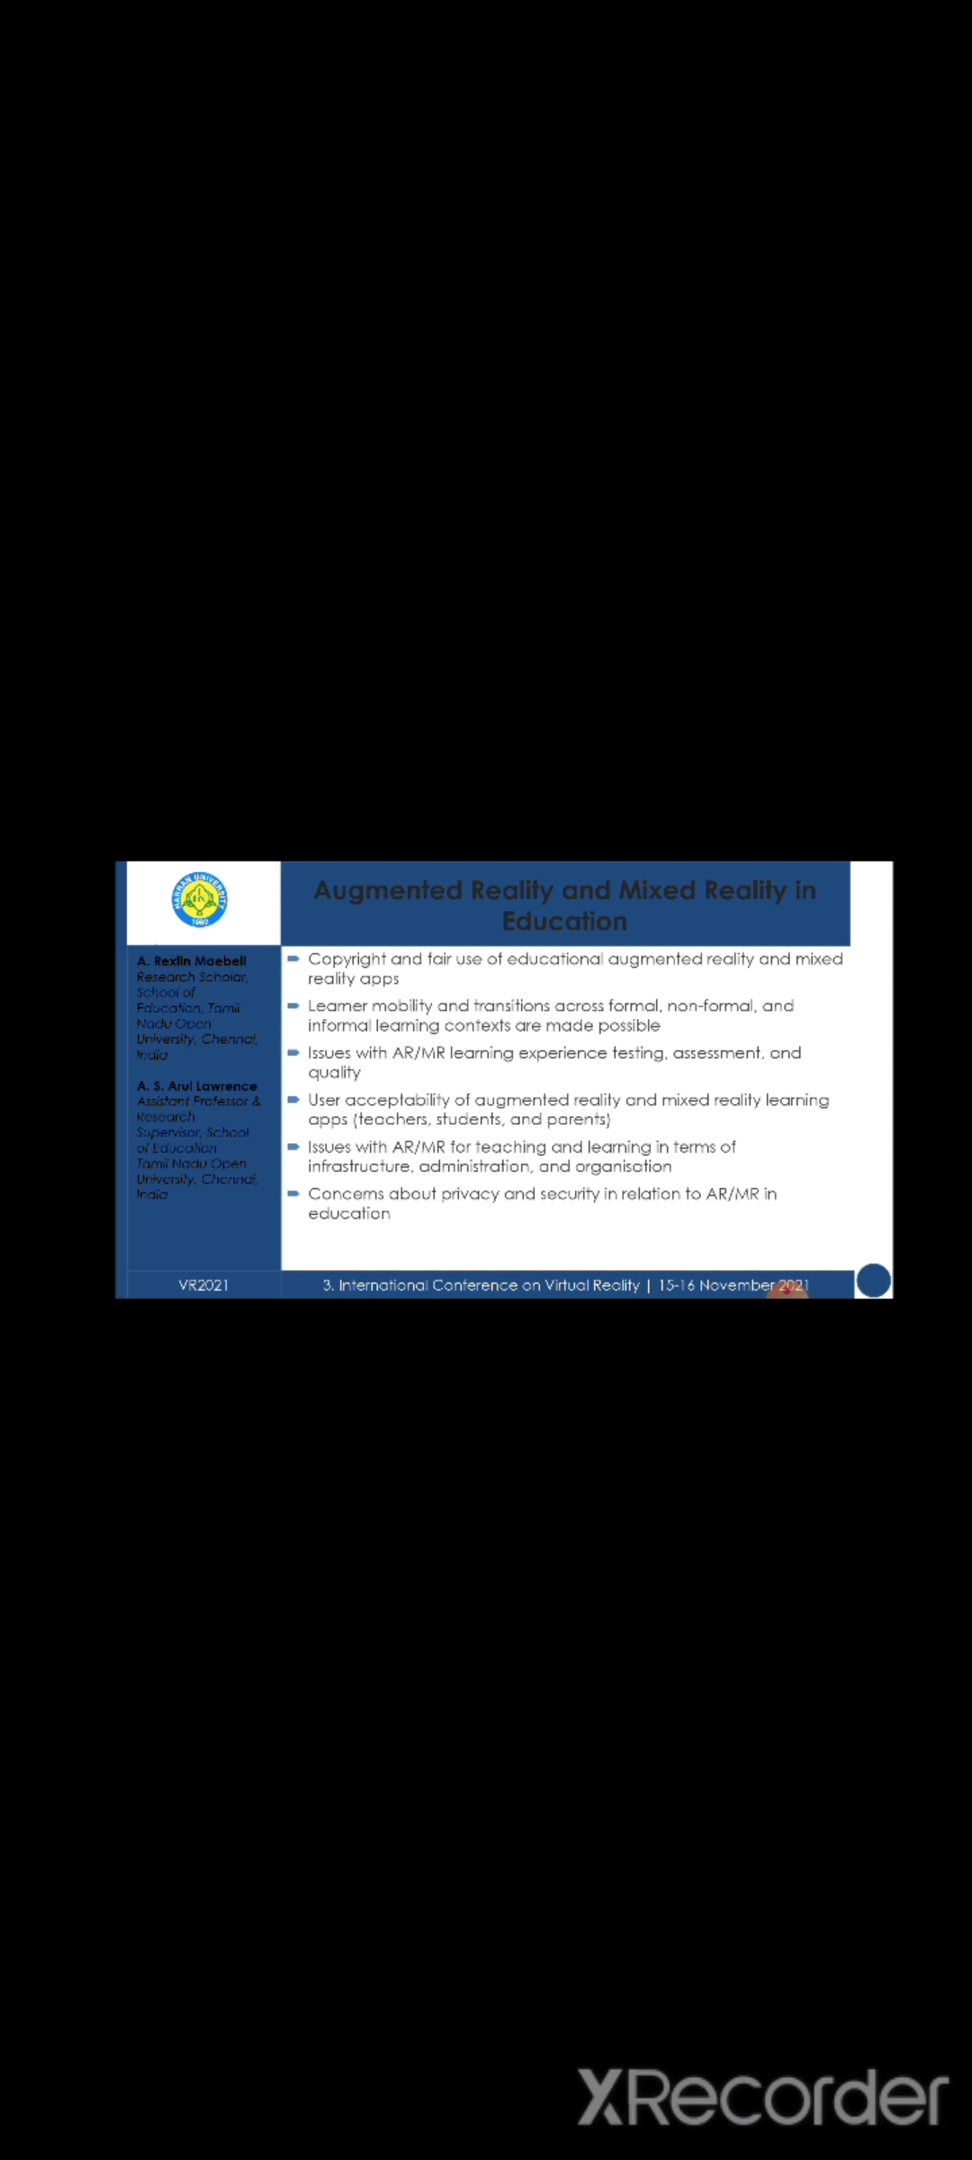 HARRAN UNIVERSITY
1992
Augmented Reality and Mixed Reality in
Education
A. Rexlin Maebell
Research Scholar,
School of
Education, Tamil
Nadu Open
University, Chennai,
India
A. S. Arul Lawrence
Assistant Professor &
Research
Supervisor, School
of Education
Tamil Nadu Open
University, Chennai,
India
Copyright and fair use of educational augmented reality and mixed
reality apps
Learner mobility and transitions across formal, non-formal, and
informal learning contexts are made possible
Issues with AR/MR learning experience testing, assessment, and
quality
User acceptability of augmented reality and mixed reality learning
apps (teachers, students, and parents)
Issues with AR/MR for teaching and learning in terms of
infrastructure, administration, and organisation
Concerns about privacy and security in relation to AR/MR in
education
VR2021
3. International Conference on Virtual Reality | 15-16 November 2021
XRecorder